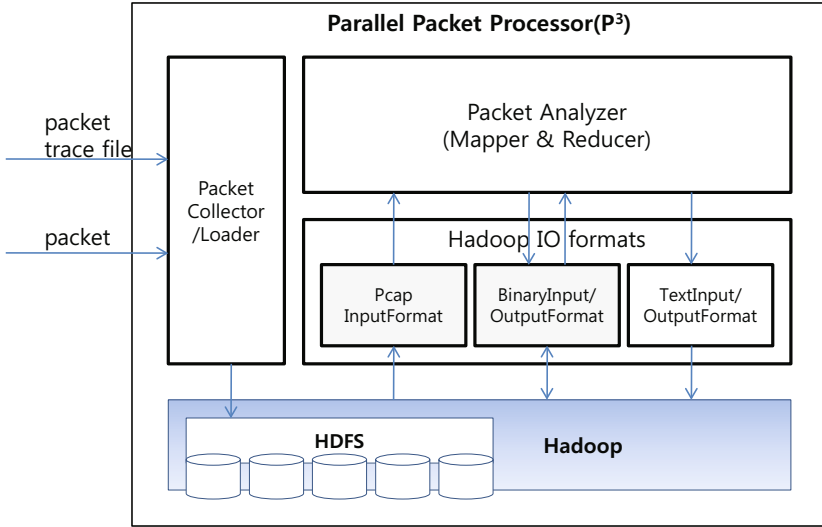 Parallel Packet Processor(P³)
packet
trace file
packet
Packet
Collector
/Loader
Packet Analyzer
(Mapper & Reducer)
Hadoop IO formats
Pcap
InputFormat
BinaryInput/
OutputFormat
TextInput/
OutputFormat
HDFS
Hadoop